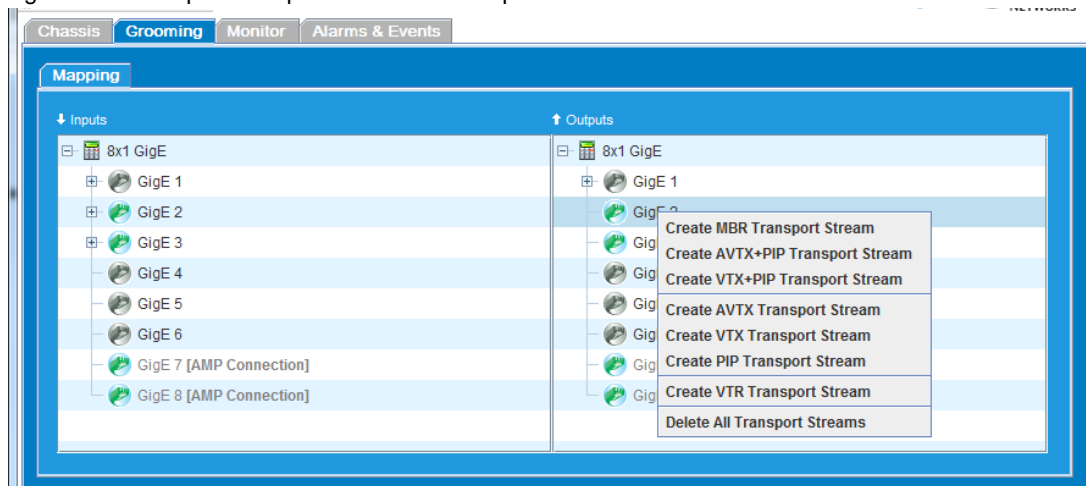 Chassis Grooming Monitor Alarms & Events
Mapping
Inputs
8x1 GigE
GigE 1
GigE 2
GigE 3
GigE 4
GigE 5
GigE 6
GigE 7 [AMP Connection]
GigE 8 [AMP Connection]
Outputs
8x1 GigE
GigE 1
Create MBR Transport Stream
Create AVTX+PIP Transport Stream
Create VTX+PIP Transport Stream
Create AVTX Transport Stream
Create VTX Transport Stream
Create PIP Transport Stream
Create VTR Transport Stream
Delete All Transport Streams